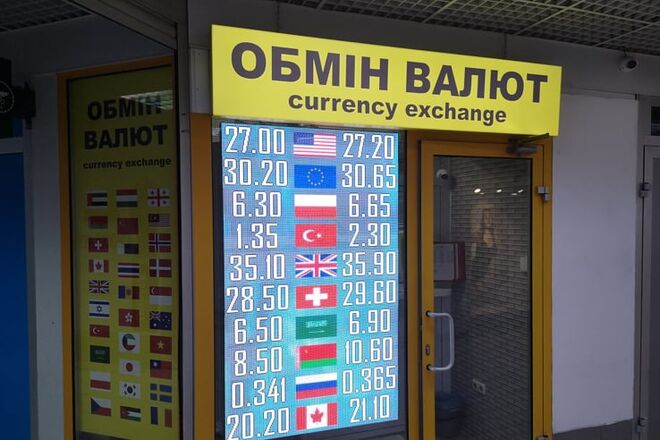 ОБМІН ВАЛЮТ
currency exchange
ОБМІН
ВАЛЮТ
currency exchange
27.00 27.20
30.20 30.65
6.30 6.65
1.35 2.30
35.10 35.90
28.50 29.60
6.50 6.90
8.50 10.60
0.341 0.365
20.20 21.10